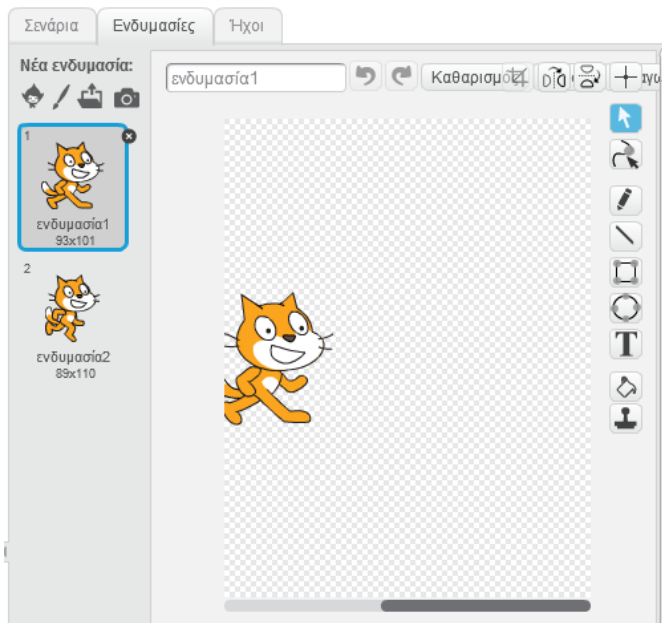 Σενάρια Ενδυμασίες Ήχοι
Νέα ενδυμασία:
ενδυμασία1 Καθαρισμός
1
ενδυμασία1
93x101
2
ενδυμασία2
89x110
T